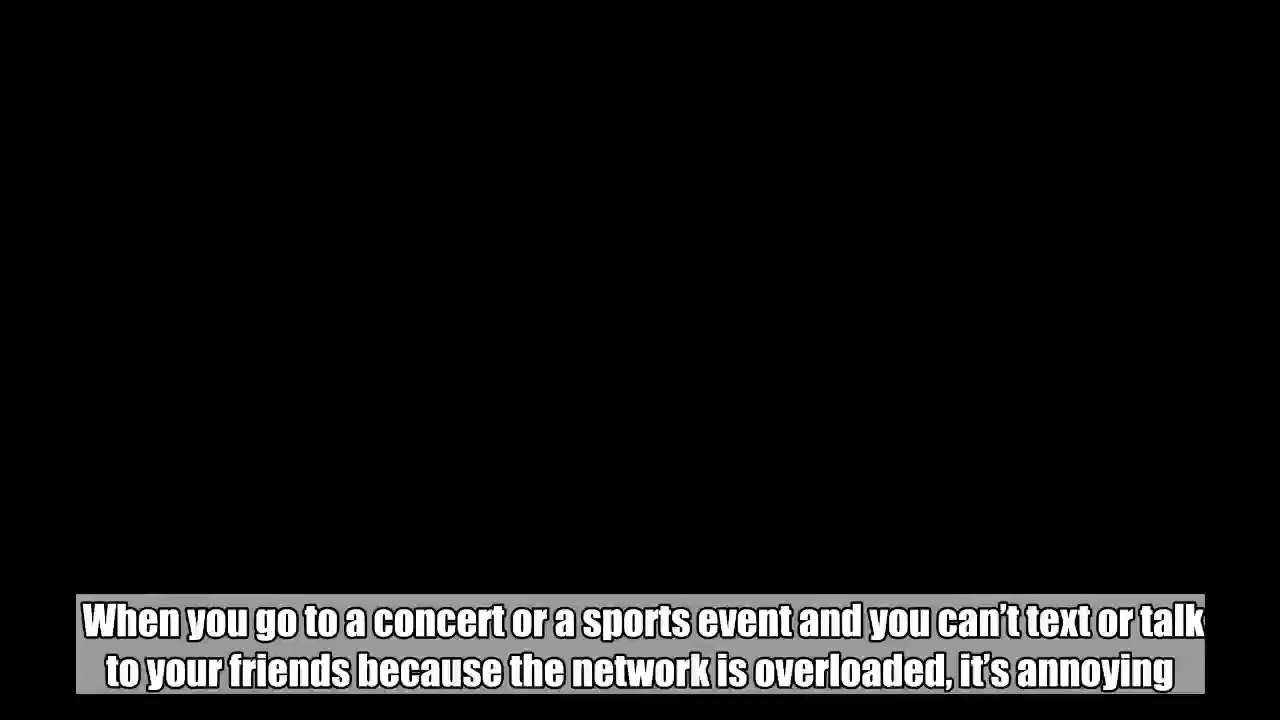 When you go to a concert or a sports event and you can’t text or talk
to your friends because the network is overloaded, it’s annoying